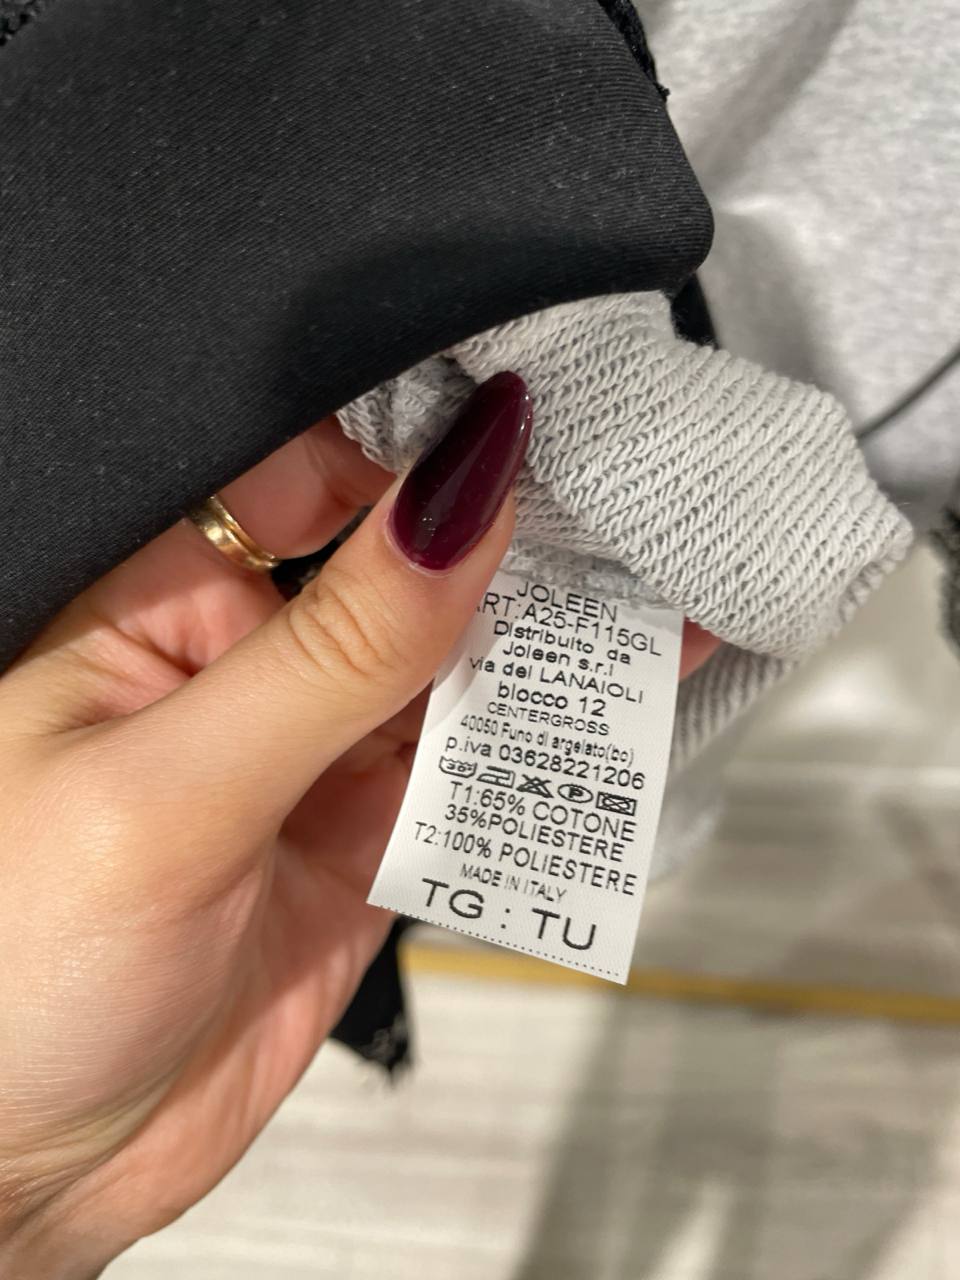 JOLEEN
ART:A25-F115GL
Distribuito da
Joleen s.r.l
via dei LANAIOLI
blocco 12
CENTERGROSS
40050 Funo di argelato(bo)
p.iva 03628221206
T1:65% COTONE
35%POLIESTERE
T2:100% POLIESTERE
MADE IN ITALY
TG : TU